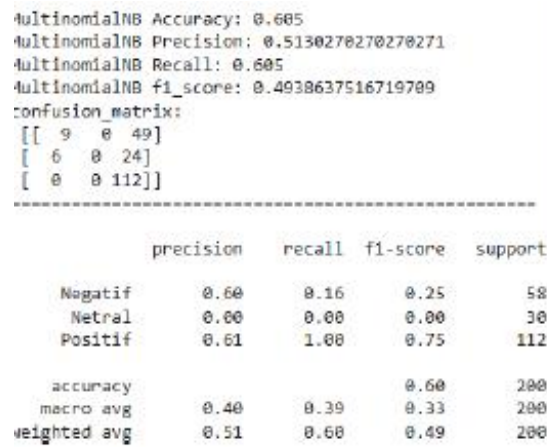 MultinomialNB Accuracy: 0.605
MultinomialNB Precision: 0.5130270270270271
MultinomialNB Recall: 0.605
MultinomialNB f1_score: 0.4938637516719709
confusion_matrix:
[[ 9 0 49]
[ 6 0 24]
[ 0 0 112]]
-----------------------------------------------------
precision recall f1-score support
Negatif 0.60 0.16 0.25 58
Netral 0.00 0.00 0.00 30
Positif 0.61 1.00 0.75 112
accuracy 0.60 200
macro avg 0.40 0.39 0.33 200
weighted avg 0.51 0.60 0.49 200